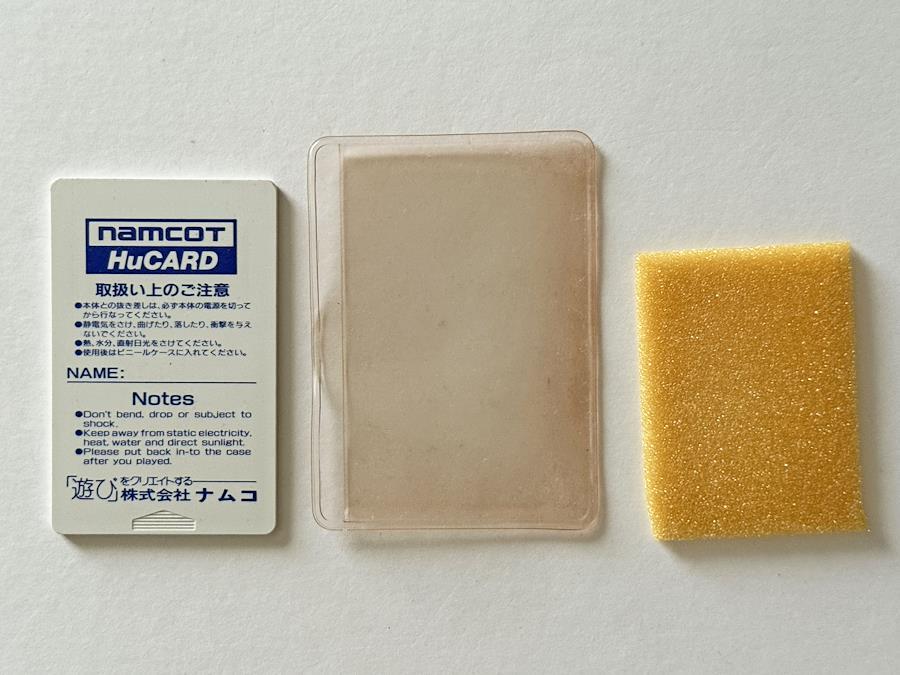 namcoT
HuCARD
取扱い上のご注意
●本体との抜き差しは、必ず本体の電源を切って
から行なってください。
●静電気をさけ、曲げたり、落したり、衝撃を与え
ないでください。
●熱、水分、直射日光をさけてください。
●使用後はビニールケースに入れてください。
NAME:
Notes
●Don't bend, drop or subject to
shock.
●Keep away from static electricity,
heat, water and direct sunlight.
●Please put back in-to the case
after you played.
「遊び」をクリエイトする
株式会社ナムコ